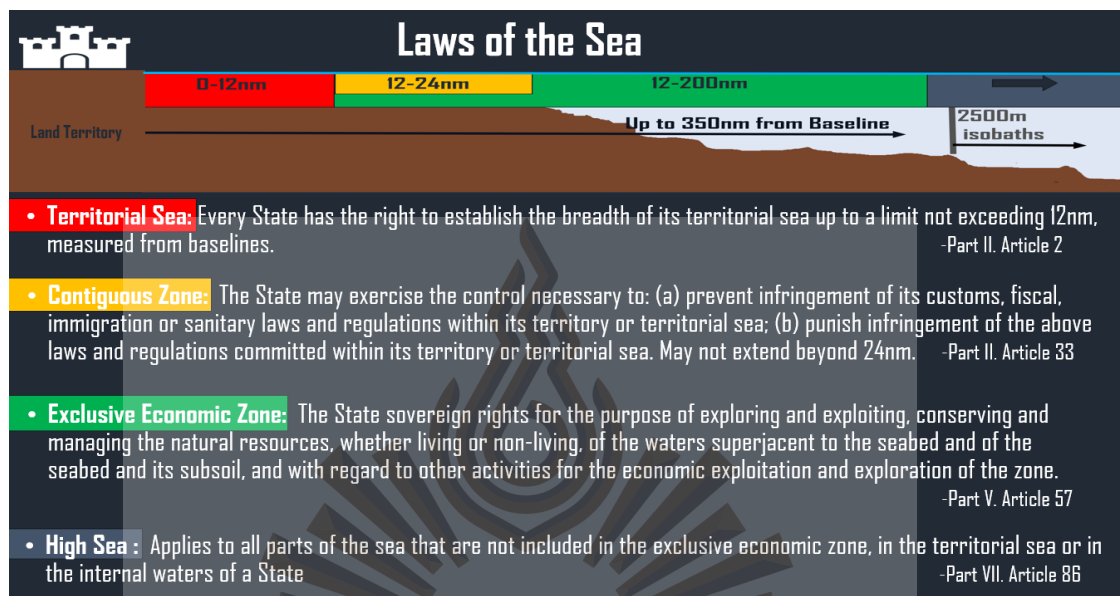 Laws of the Sea
0-12nm
12-24nm
12-200nm
Land Territory
Up to 350nm from Baseline
2500m
isobaths
• Territorial Sea: Every State has the right to establish the breadth of its territorial sea up to a limit not exceeding 12nm,
measured from baselines.
-Part II. Article 2
• Contiguous Zone: The State may exercise the control necessary to: (a) prevent infringement of its customs, fiscal,
immigration or sanitary laws and regulations within its territory or territorial sea; (b) punish infringement of the above
laws and regulations committed within its territory or territorial sea. May not extend beyond 24nm.
-Part II. Article 33
• Exclusive Economic Zone: The State sovereign rights for the purpose of exploring and exploiting, conserving and
managing the natural resources, whether living or non-living, of the waters superjacent to the seabed and of the
seabed and its subsoil, and with regard to other activities for the economic exploitation and exploration of the zone.
-Part V. Article 57
• High Sea : Applies to all parts of the sea that are not included in the exclusive economic zone, in the territorial sea or in
the internal waters of a State
-Part VII. Article 86